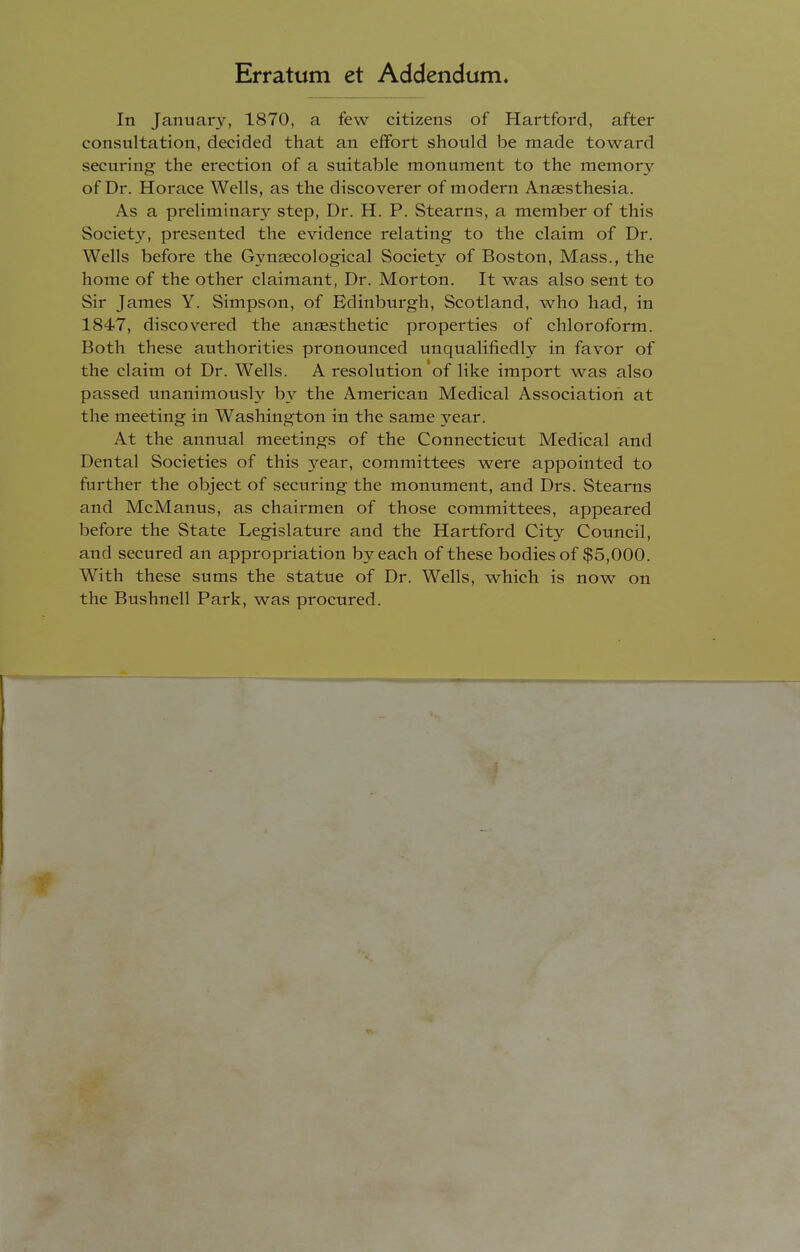 Erratum et Addendum.
In January, 1870, a few citizens of Hartford, after
consultation, decided that an effort should be made toward
securing the erection of a suitable monument to the memory
of Dr. Horace Wells, as the discoverer of modern Anæsthesia.
As a preliminary step, Dr. H. P. Stearns, a member of this
Society, presented the evidence relating to the claim of Dr.
Wells before the Gynæcological Society of Boston, Mass., the
home of the other claimant, Dr. Morton. It was also sent to
Sir James Y. Simpson, of Edinburgh, Scotland, who had, in
1847, discovered the anæsthetic properties of chloroform.
Both these authorities pronounced unqualifiedly in favor of
the claim of Dr. Wells. A resolution of like import was also
passed unanimously by the American Medical Association at
the meeting in Washington in the same year.
At the annual meetings of the Connecticut Medical and
Dental Societies of this year, committees were appointed to
further the object of securing the monument, and Drs. Stearns
and McManus, as chairmen of those committees, appeared
before the State Legislature and the Hartford City Council,
and secured an appropriation by each of these bodies of $5,000.
With these sums the statue of Dr. Wells, which is now on
the Bushnell Park, was procured.